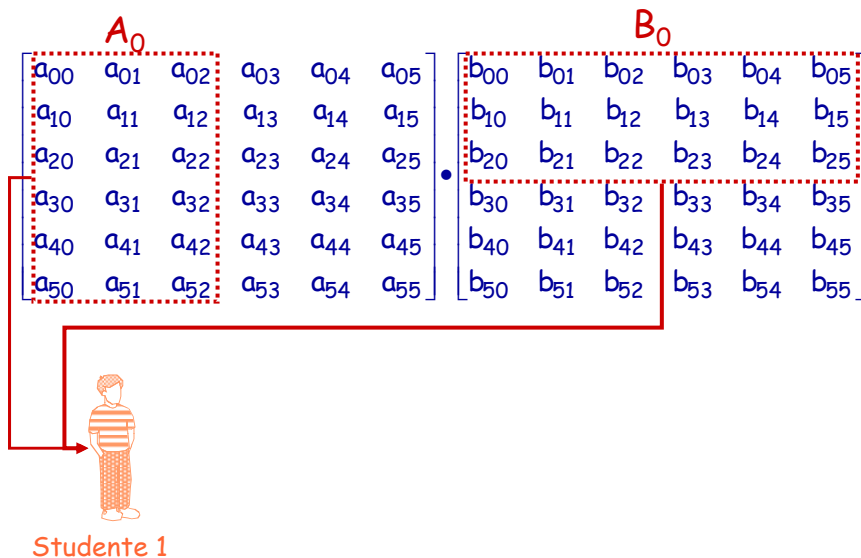 A₀ B₀
a₀₀ a₀₁ a₀₂ a₀₃ a₀₄ a₀₅ • b₀₀ b₀₁ b₀₂ b₀₃ b₀₄ b₀₅
a₁₀ a₁₁ a₁₂ a₁₃ a₁₄ a₁₅ b₁₀ b₁₁ b₁₂ b₁₃ b₁₄ b₁₅
a₂₀ a₂₁ a₂₂ a₂₃ a₂₄ a₂₅ b₂₀ b₂₁ b₂₂ b₂₃ b₂₄ b₂₅
a₃₀ a₃₁ a₃₂ a₃₃ a₃₄ a₃₅ b₃₀ b₃₁ b₃₂ b₃₃ b₃₄ b₃₅
a₄₀ a₄₁ a₄₂ a₄₃ a₄₄ a₄₅ b₄₀ b₄₁ b₄₂ b₄₃ b₄₄ b₄₅
a₅₀ a₅₁ a₅₂ a₅₃ a₅₄ a₅₅ b₅₀ b₅₁ b₅₂ b₅₃ b₅₄ b₅₅
Studente 1